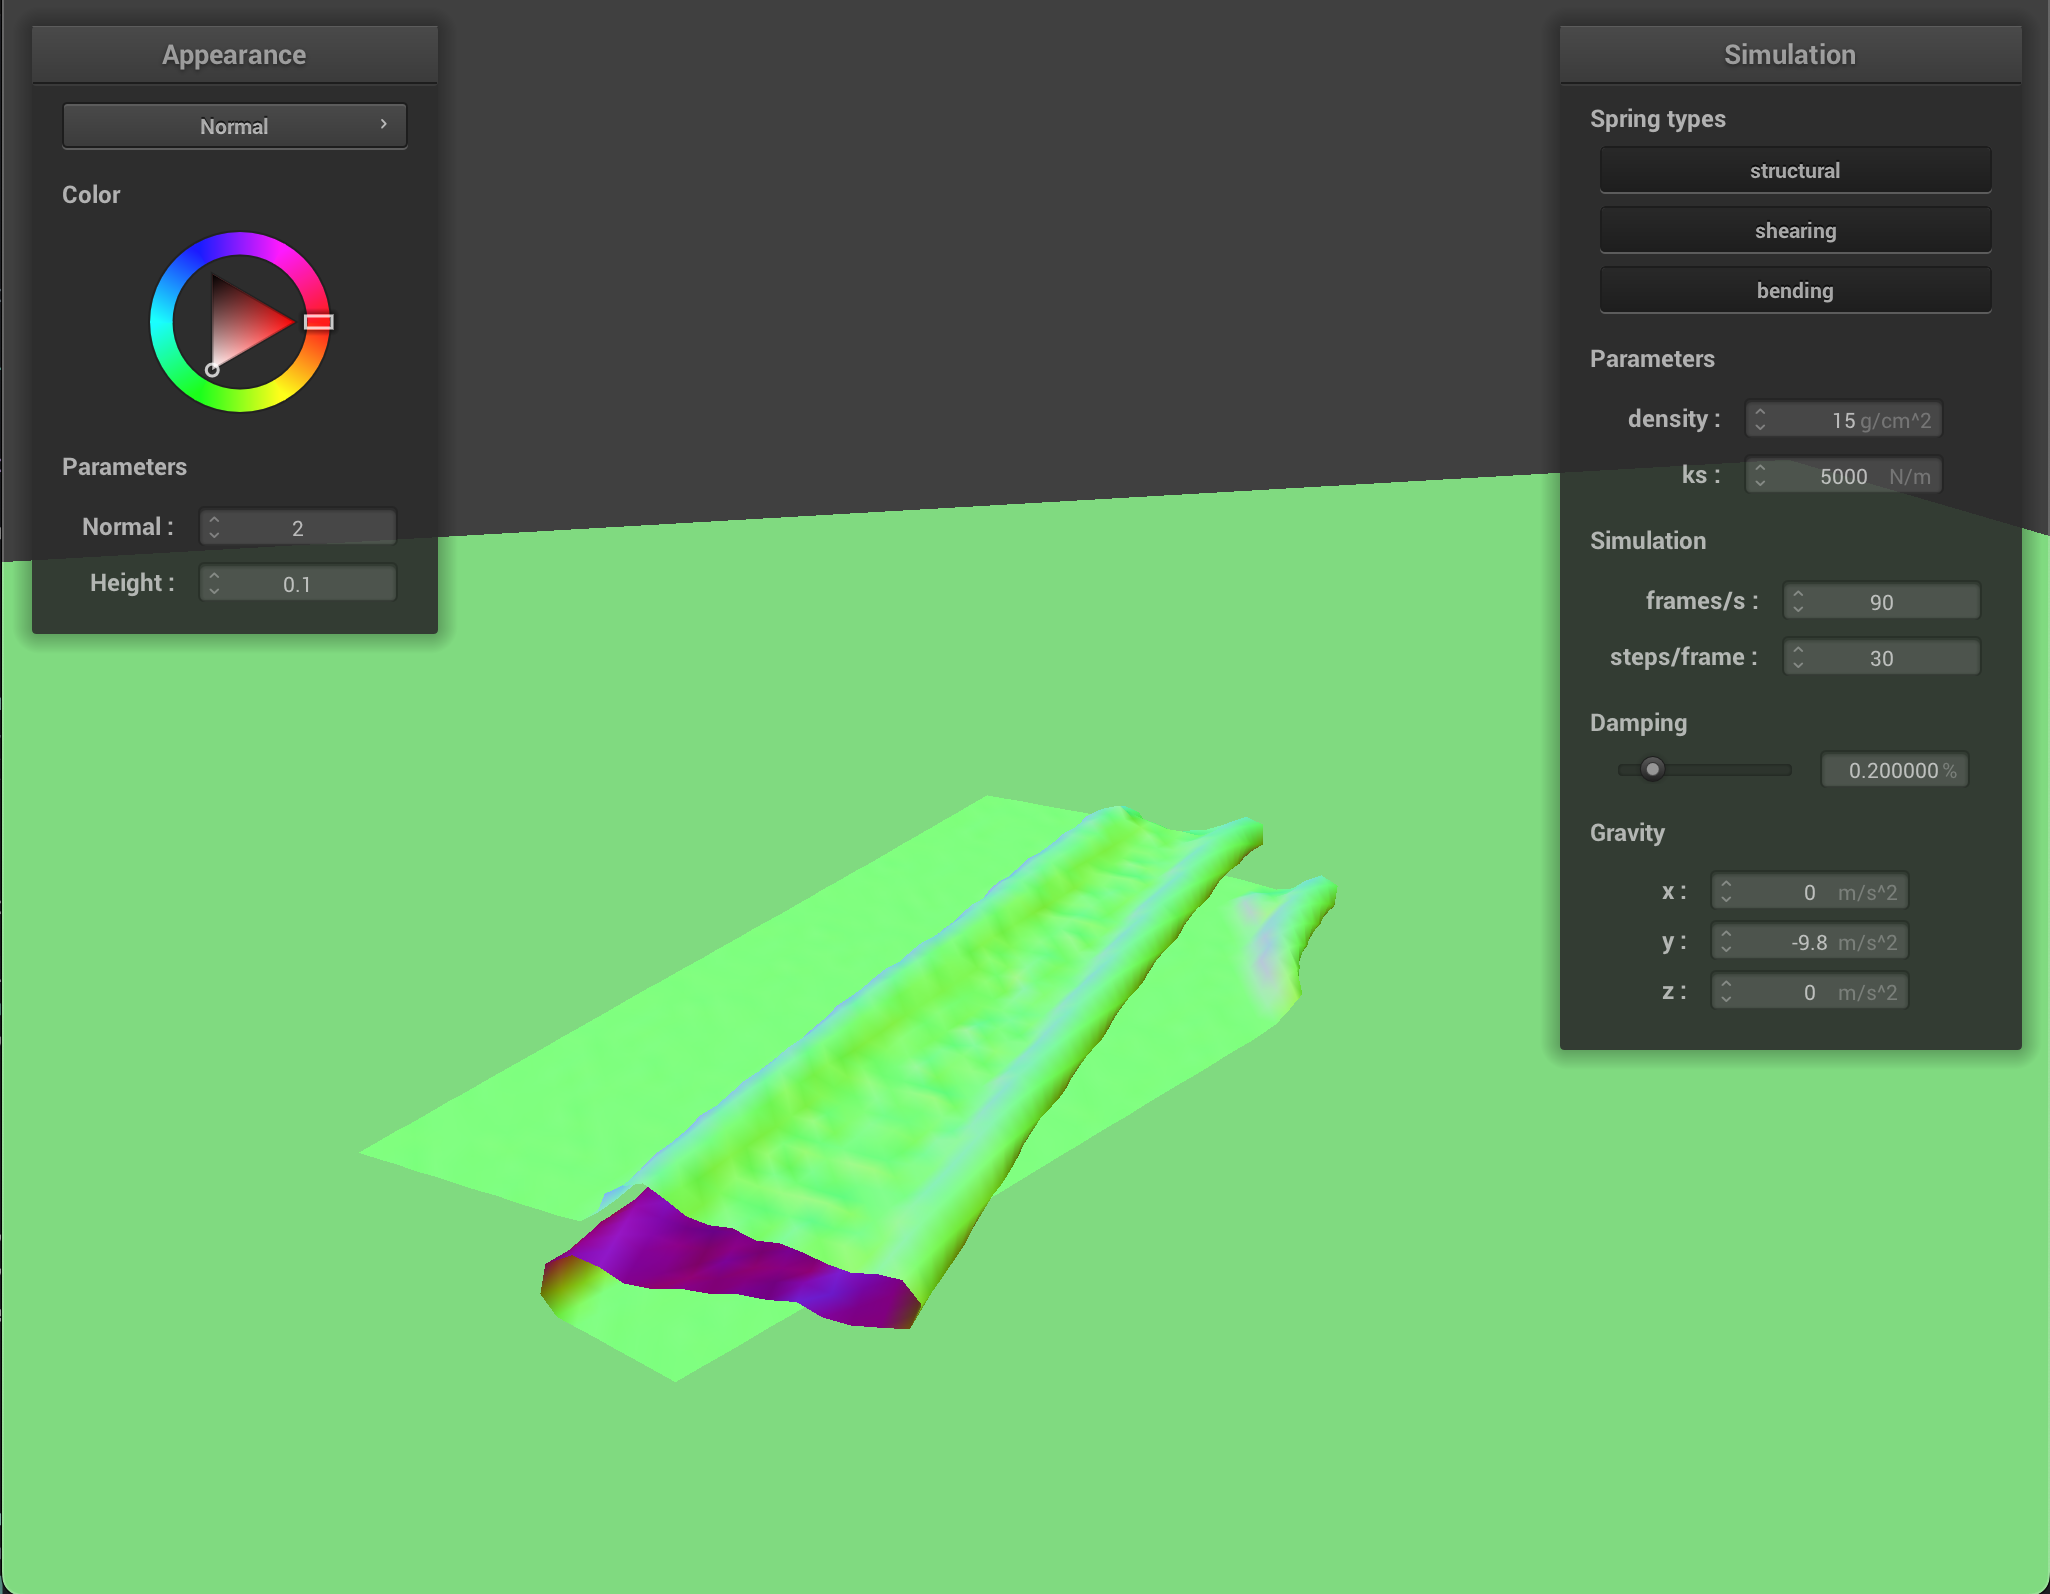 Appearance
Normal
Color
Parameters
Normal : 2
Height : 0.1
Simulation
Spring types
structural
shearing
bending
Parameters
density : 15 g/cm^2
ks : 5000 N/m
Simulation
frames/s : 90
steps/frame : 30
Damping
0.200000 %
Gravity
x : 0 m/s^2
y : -9.8 m/s^2
z : 0 m/s^2